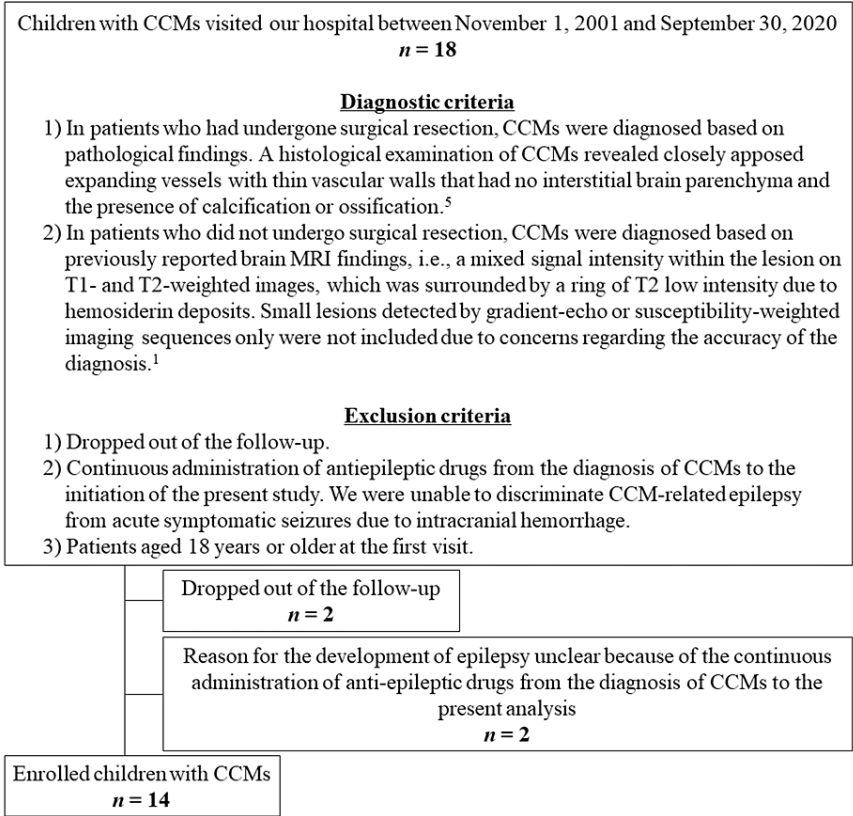 Children with CCMs visited our hospital between November 1, 2001 and September 30, 2020
n = 18
Diagnostic criteria
1) In patients who had undergone surgical resection, CCMs were diagnosed based on
pathological findings. A histological examination of CCMs revealed closely apposed
expanding vessels with thin vascular walls that had no interstitial brain parenchyma and
the presence of calcification or ossification.5
2) In patients who did not undergo surgical resection, CCMs were diagnosed based on
previously reported brain MRI findings, i.e., a mixed signal intensity within the lesion on
T1- and T2-weighted images, which was surrounded by a ring of T2 low intensity due to
hemosiderin deposits. Small lesions detected by gradient-echo or susceptibility-weighted
imaging sequences only were not included due to concerns regarding the accuracy of the
diagnosis.1
Exclusion criteria
1) Dropped out of the follow-up.
2) Continuous administration of antiepileptic drugs from the diagnosis of CCMs to the
initiation of the present study. We were unable to discriminate CCM-related epilepsy
from acute symptomatic seizures due to intracranial hemorrhage.
3) Patients aged 18 years or older at the first visit.
Dropped out of the follow-up
n = 2
Reason for the development of epilepsy unclear because of the continuous
administration of anti-epileptic drugs from the diagnosis of CCMs to the
present analysis
n = 2
Enrolled children with CCMs
n = 14